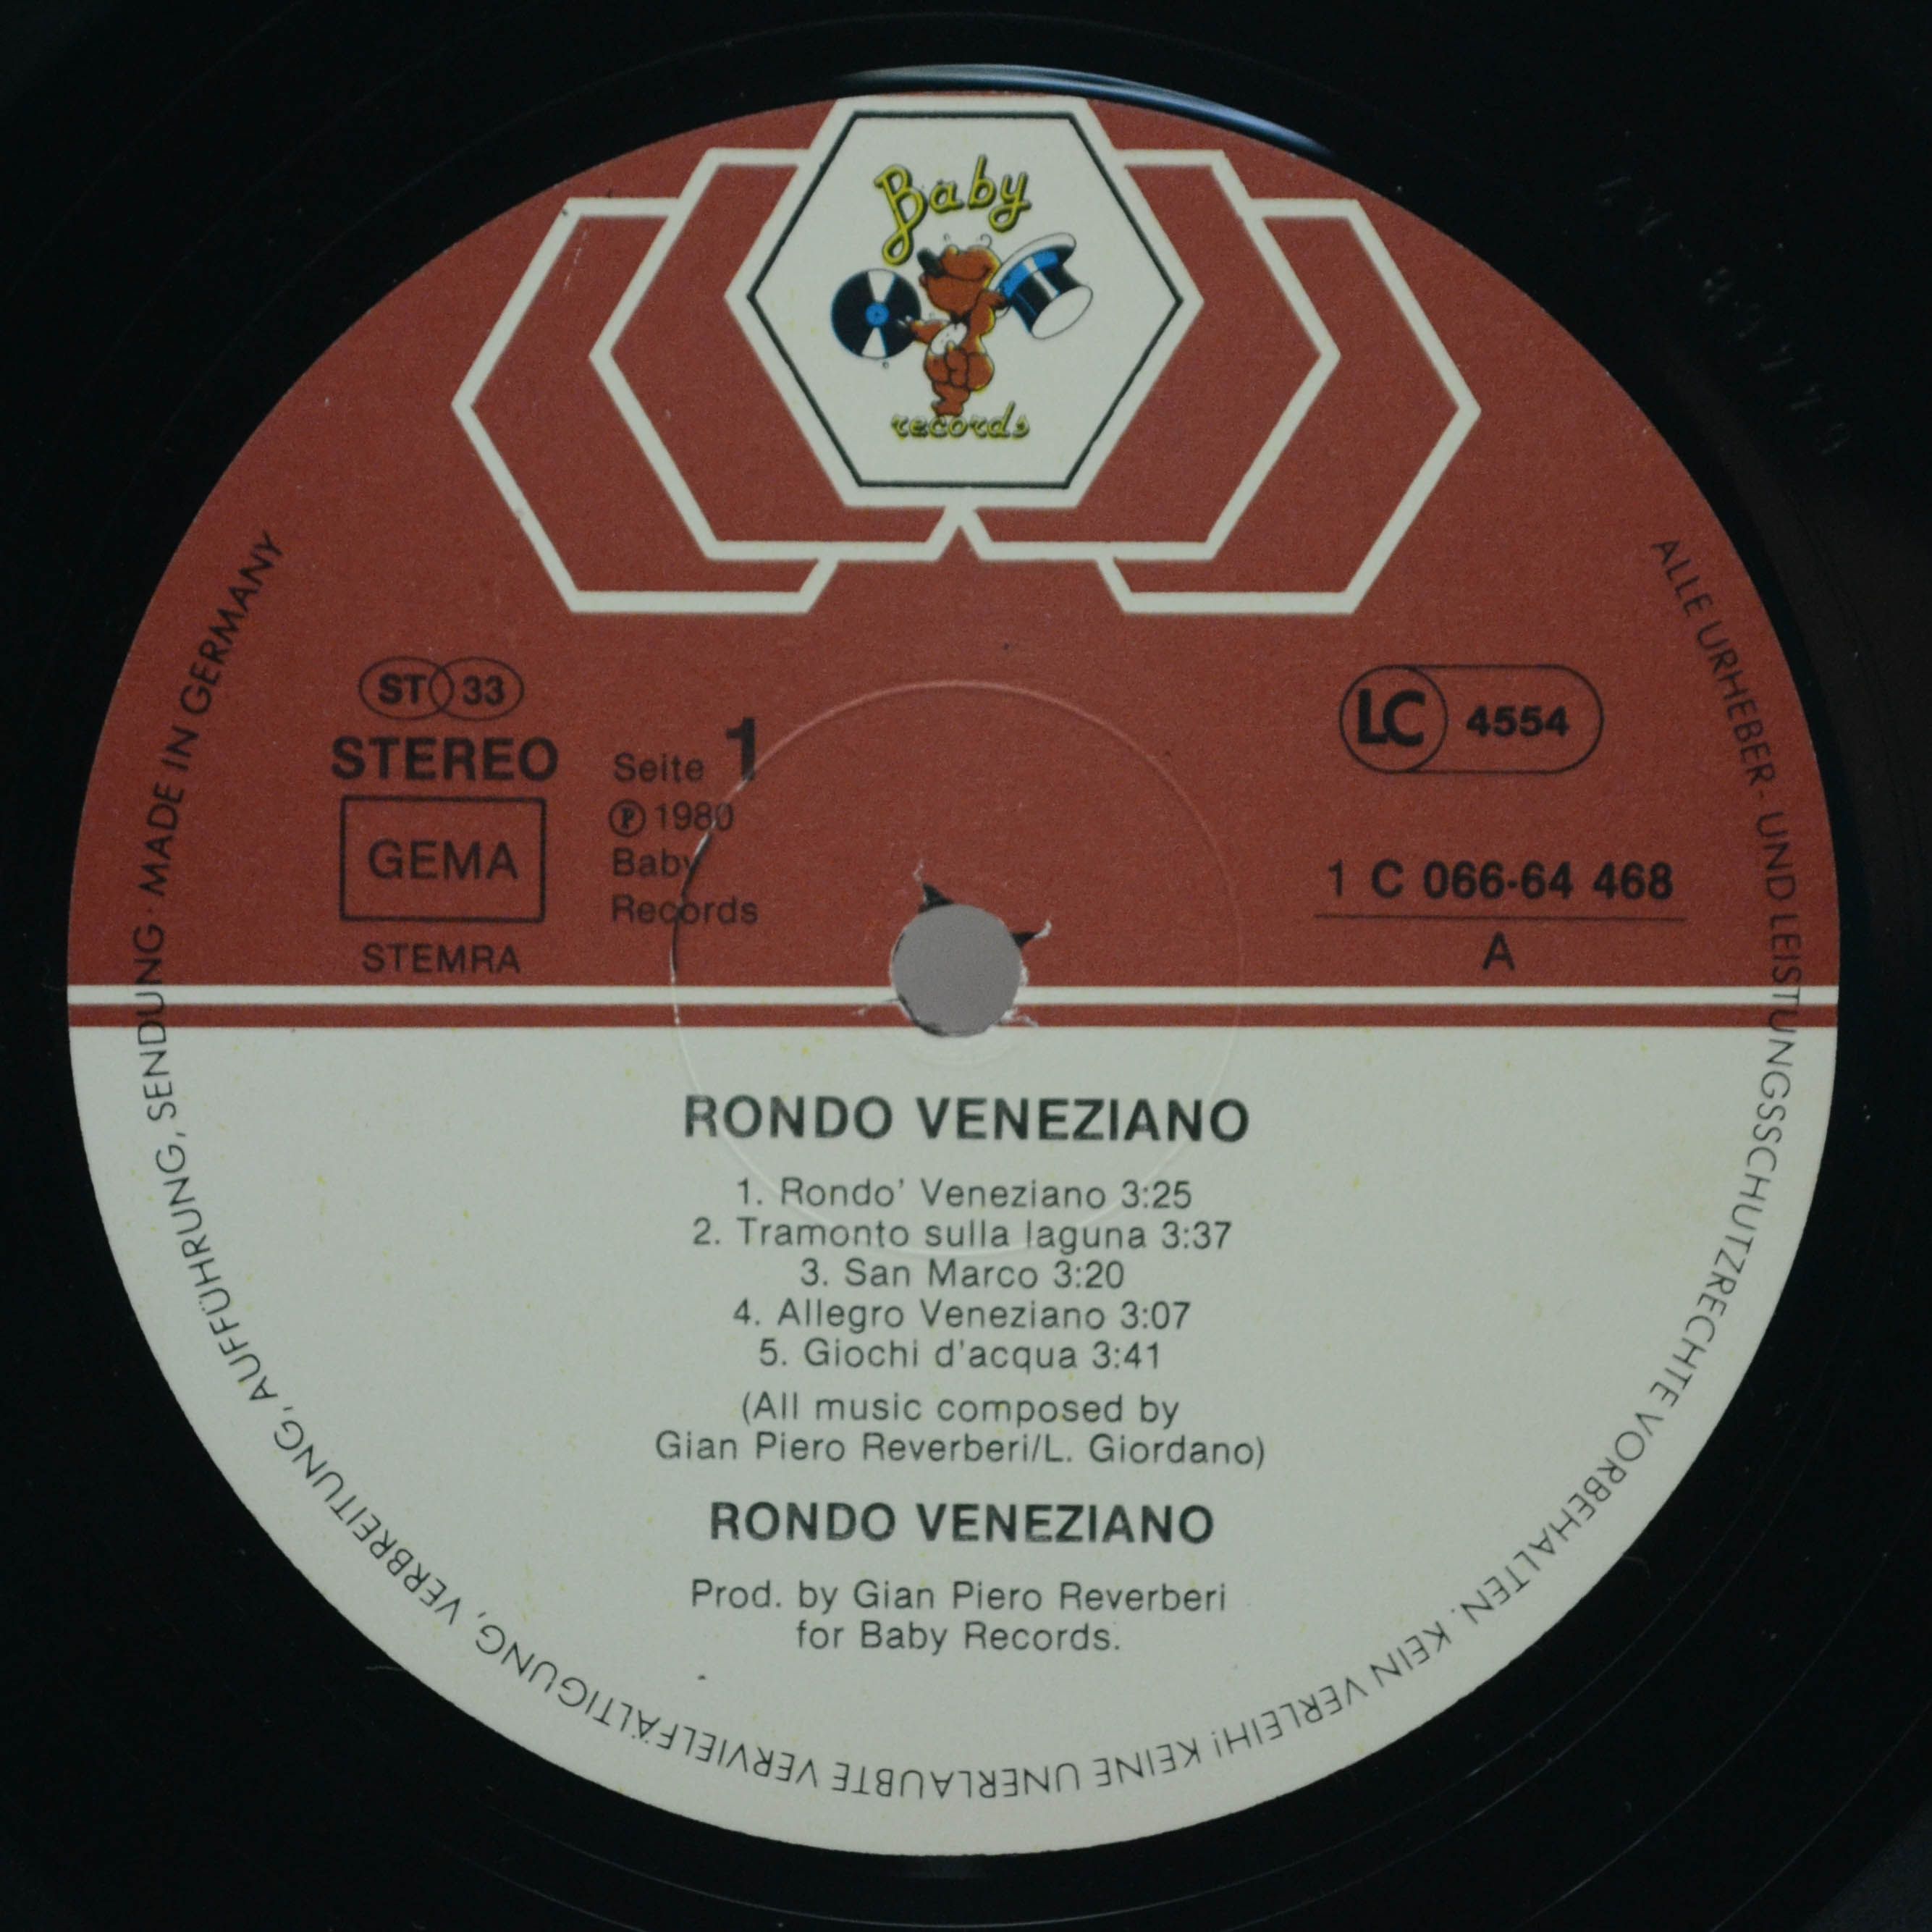 Baby
records
ST 33
STEREO
GEMA
STEMRA
Seite 1
℗ 1980
Baby
Records
LC 4554
1 C 066-64 468
A
RONDO VENEZIANO
1. Rondo' Veneziano 3:25
2. Tramonto sulla laguna 3:37
3. San Marco 3:20
4. Allegro Veneziano 3:07
5. Giochi d'acqua 3:41
(All music composed by
Gian Piero Reverberi/L. Giordano)
RONDO VENEZIANO
Prod. by Gian Piero Reverberi
for Baby Records.
ALLE URHEBER- UND LEISTUNGSSCHUTZRECHTE VORBEHALTEN. KEIN VERLEIH! KEINE UNERLAUBTE VERVIELFÄLTIGUNG, VERBREITUNG, AUFFÜHRUNG, SENDUNG · MADE IN GERMANY